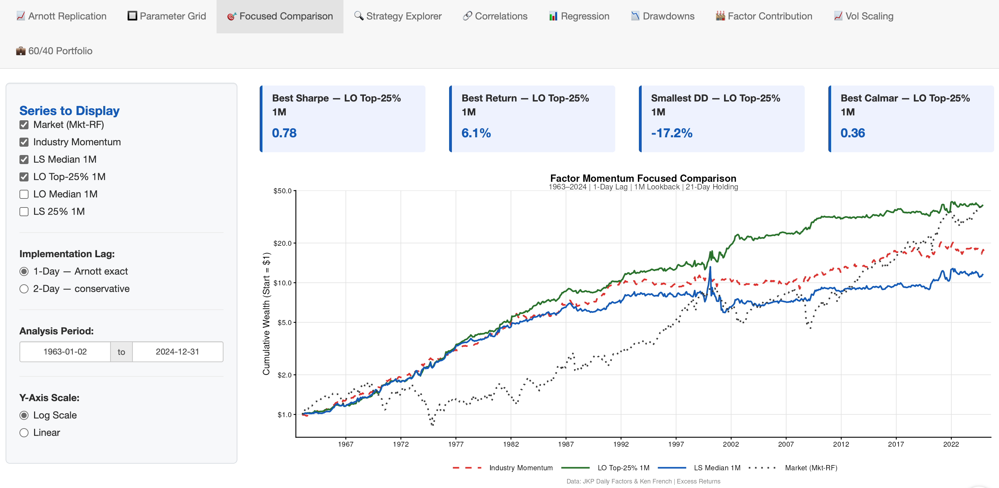 Arnott Replication
Parameter Grid
Focused Comparison
Strategy Explorer
Correlations
Regression
Drawdowns
Factor Contribution
Vol Scaling
60/40 Portfolio
Series to Display
Market (Mkt-RF)
Industry Momentum
LS Median 1M
LO Top-25% 1M
LO Median 1M
LS 25% 1M
Implementation Lag:
1-Day — Arnott exact
2-Day — conservative
Analysis Period:
1963-01-02 to 2024-12-31
Y-Axis Scale:
Log Scale
Linear
Best Sharpe — LO Top-25%
1M
0.78
Best Return — LO Top-25%
1M
6.1%
Smallest DD — LO Top-25%
1M
-17.2%
Best Calmar — LO Top-25%
1M
0.36
Factor Momentum Focused Comparison
1963–2024 | 1-Day Lag | 1M Lookback | 21-Day Holding
Cumulative Wealth (Start = $1)
$50.0
$20.0
$10.0
$5.0
$2.0
$1.0
1967 1972 1977 1982 1987 1992 1997 2002 2007 2012 2017 2022
Industry Momentum LO Top-25% 1M LS Median 1M Market (Mkt-RF)
Data: JKP Daily Factors & Ken French | Excess Returns